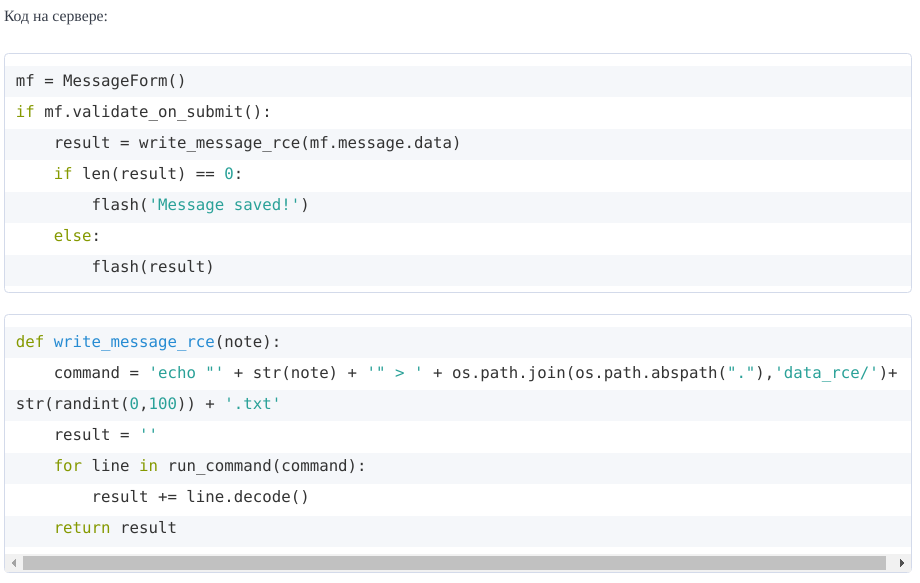 Код на сервере:
mf = MessageForm()
if mf.validate_on_submit():
    result = write_message_rce(mf.message.data)
    if len(result) == 0:
        flash('Message saved!')
    else:
        flash(result)
def write_message_rce(note):
    command = 'echo "' + str(note) + '" > ' + os.path.join(os.path.abspath("."),'data_rce/')+
str(randint(0,100)) + '.txt'
    result = ''
    for line in run_command(command):
        result += line.decode()
    return result